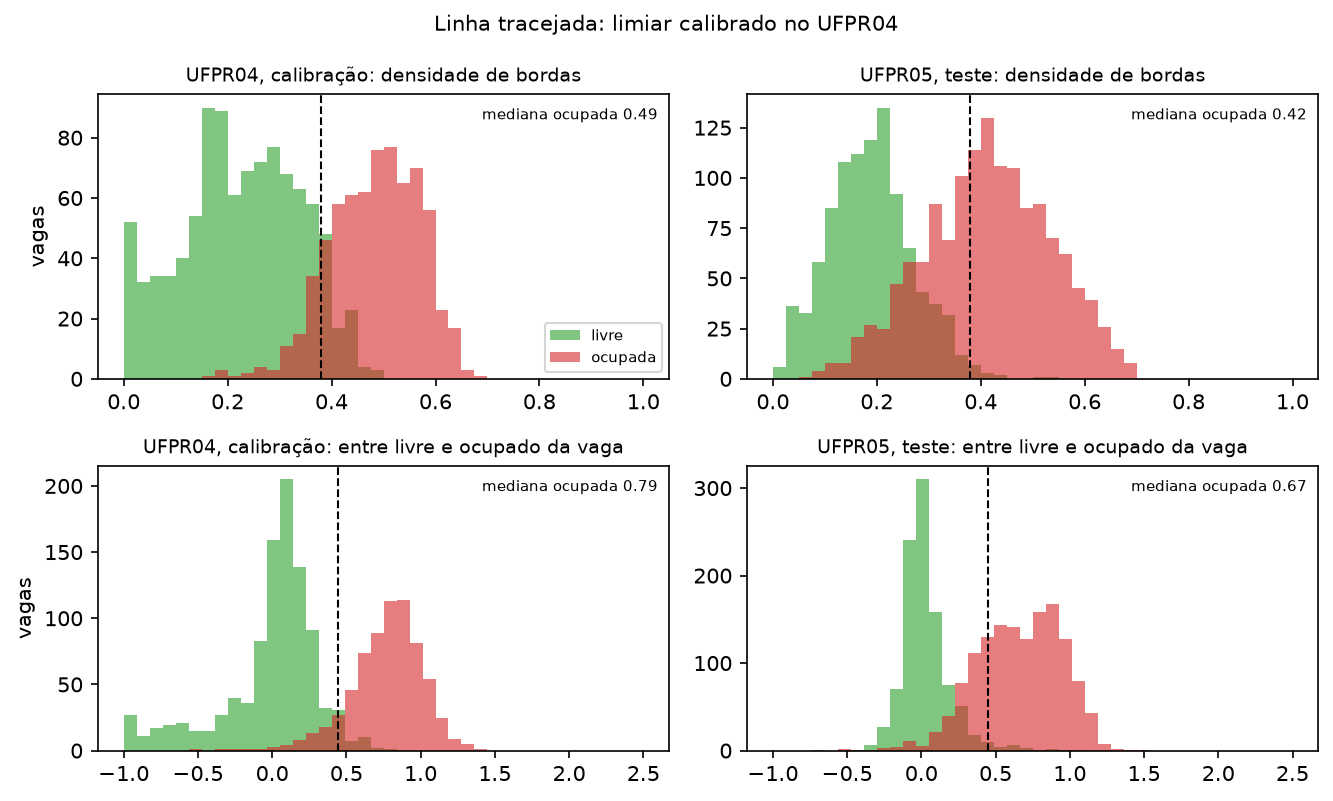 Linha tracejada: limiar calibrado no UFPR04
UFPR04, calibração: densidade de bordas
mediana ocupada 0.49
vagas
80
60
40
20
0
0.0 0.2 0.4 0.6 0.8 1.0
livre
ocupada
UFPR05, teste: densidade de bordas
mediana ocupada 0.42
125
100
75
50
25
0
0.0 0.2 0.4 0.6 0.8 1.0
UFPR04, calibração: entre livre e ocupado da vaga
mediana ocupada 0.79
vagas
200
150
100
50
0
−1.0 −0.5 0.0 0.5 1.0 1.5 2.0 2.5
UFPR05, teste: entre livre e ocupado da vaga
mediana ocupada 0.67
300
200
100
0
−1.0 −0.5 0.0 0.5 1.0 1.5 2.0 2.5